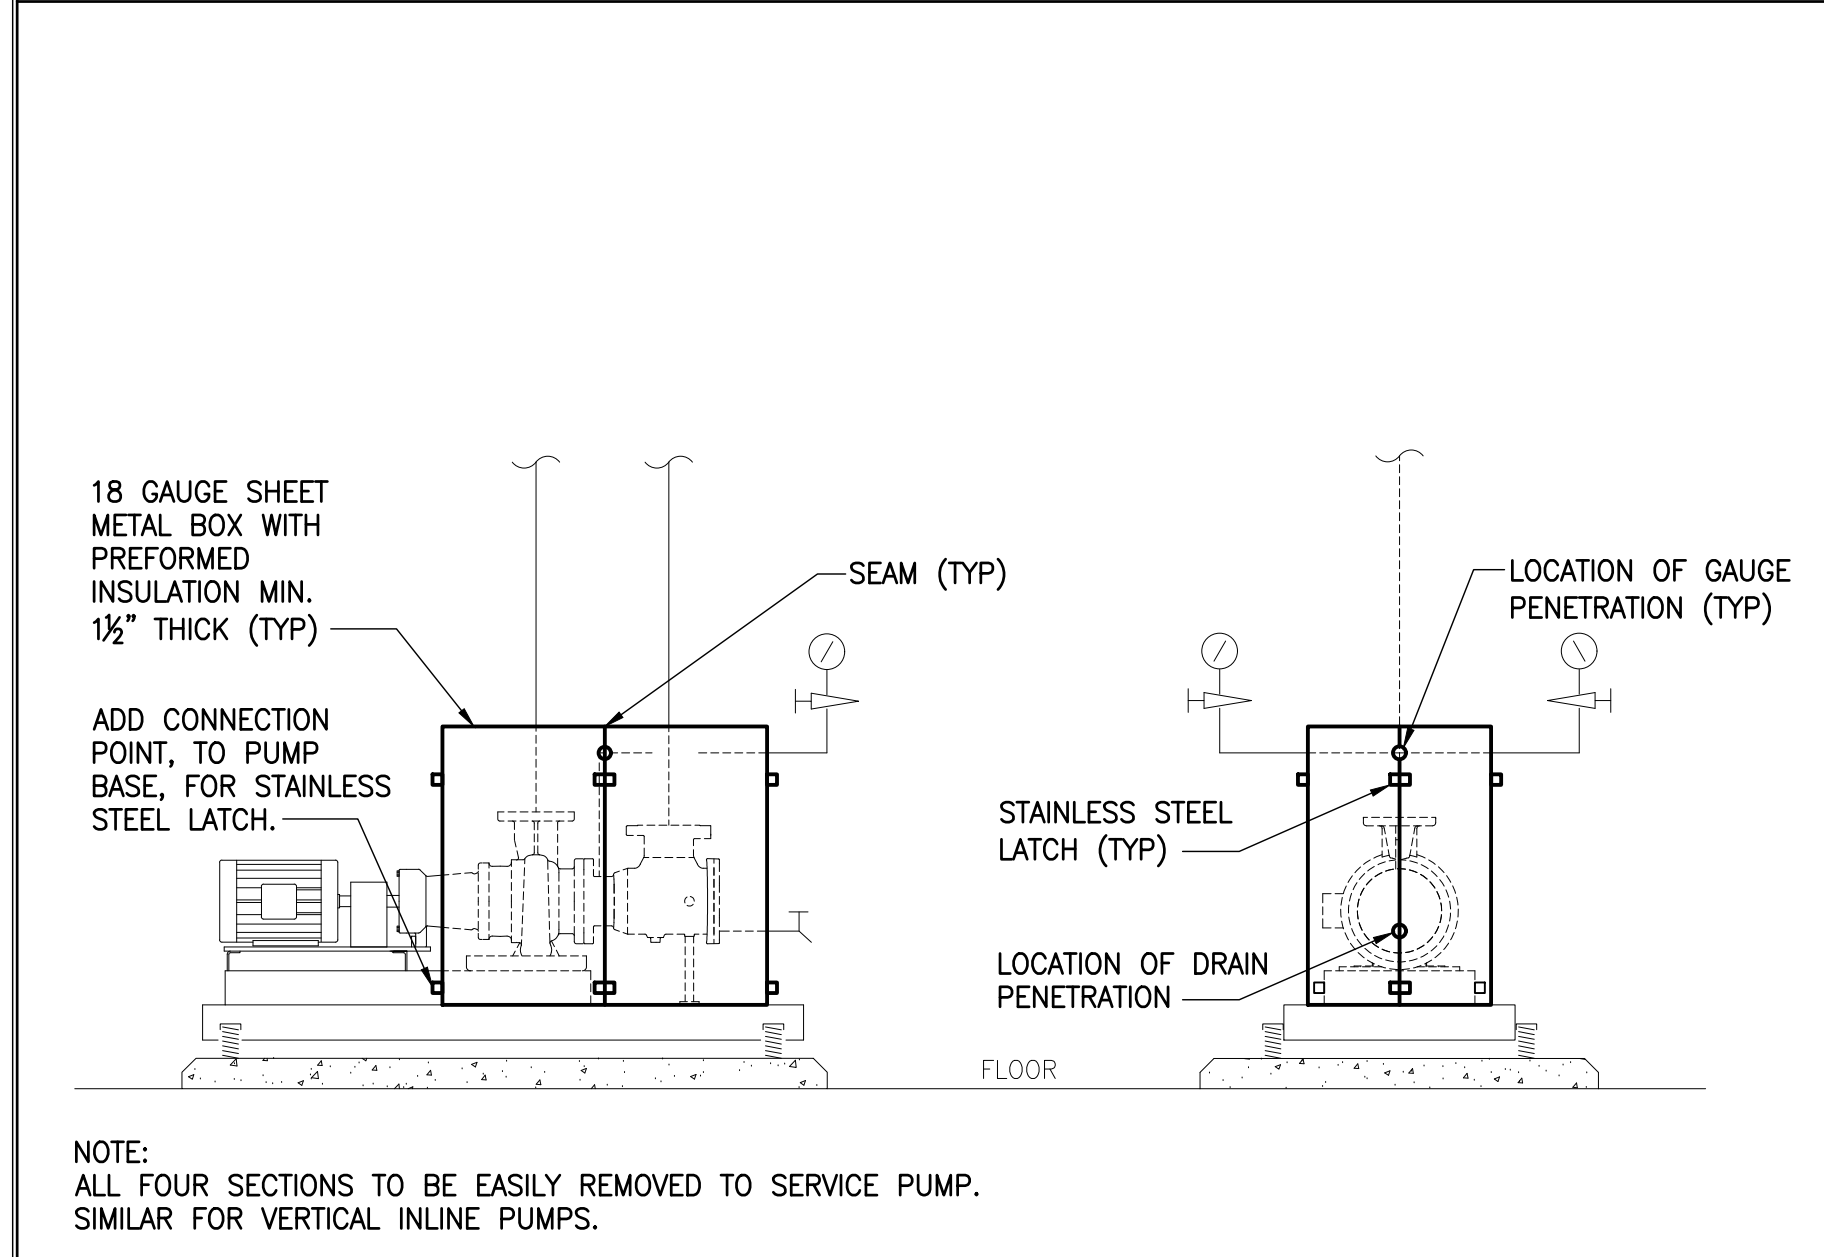 18 GAUGE SHEET
METAL BOX WITH
PREFORMED
INSULATION MIN.
1½" THICK (TYP)
ADD CONNECTION
POINT, TO PUMP
BASE, FOR STAINLESS
STEEL LATCH.
SEAM (TYP)
LOCATION OF GAUGE
PENETRATION (TYP)
STAINLESS STEEL
LATCH (TYP)
LOCATION OF DRAIN
PENETRATION
FLOOR
NOTE:
ALL FOUR SECTIONS TO BE EASILY REMOVED TO SERVICE PUMP.
SIMILAR FOR VERTICAL INLINE PUMPS.